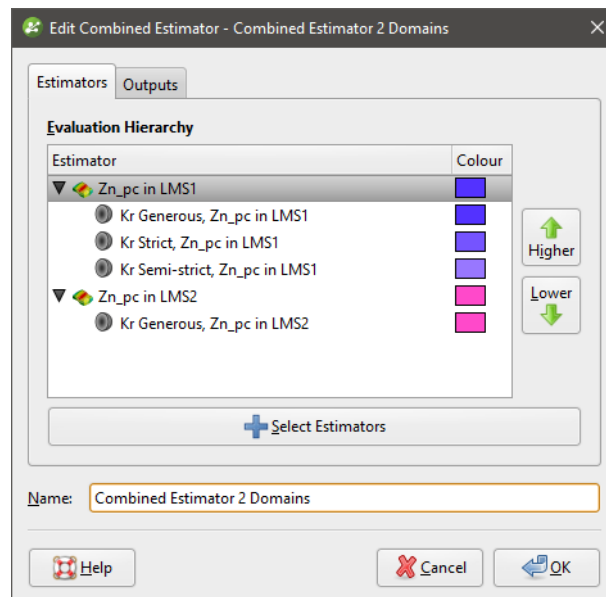 Edit Combined Estimator - Combined Estimator 2 Domains
Estimators Outputs
Evaluation Hierarchy
Estimator Colour
Zn_pc in LMS1
Kr Generous, Zn_pc in LMS1
Kr Strict, Zn_pc in LMS1
Kr Semi-strict, Zn_pc in LMS1
Zn_pc in LMS2
Kr Generous, Zn_pc in LMS2
Higher
Lower
Select Estimators
Name: Combined Estimator 2 Domains
Help Cancel OK